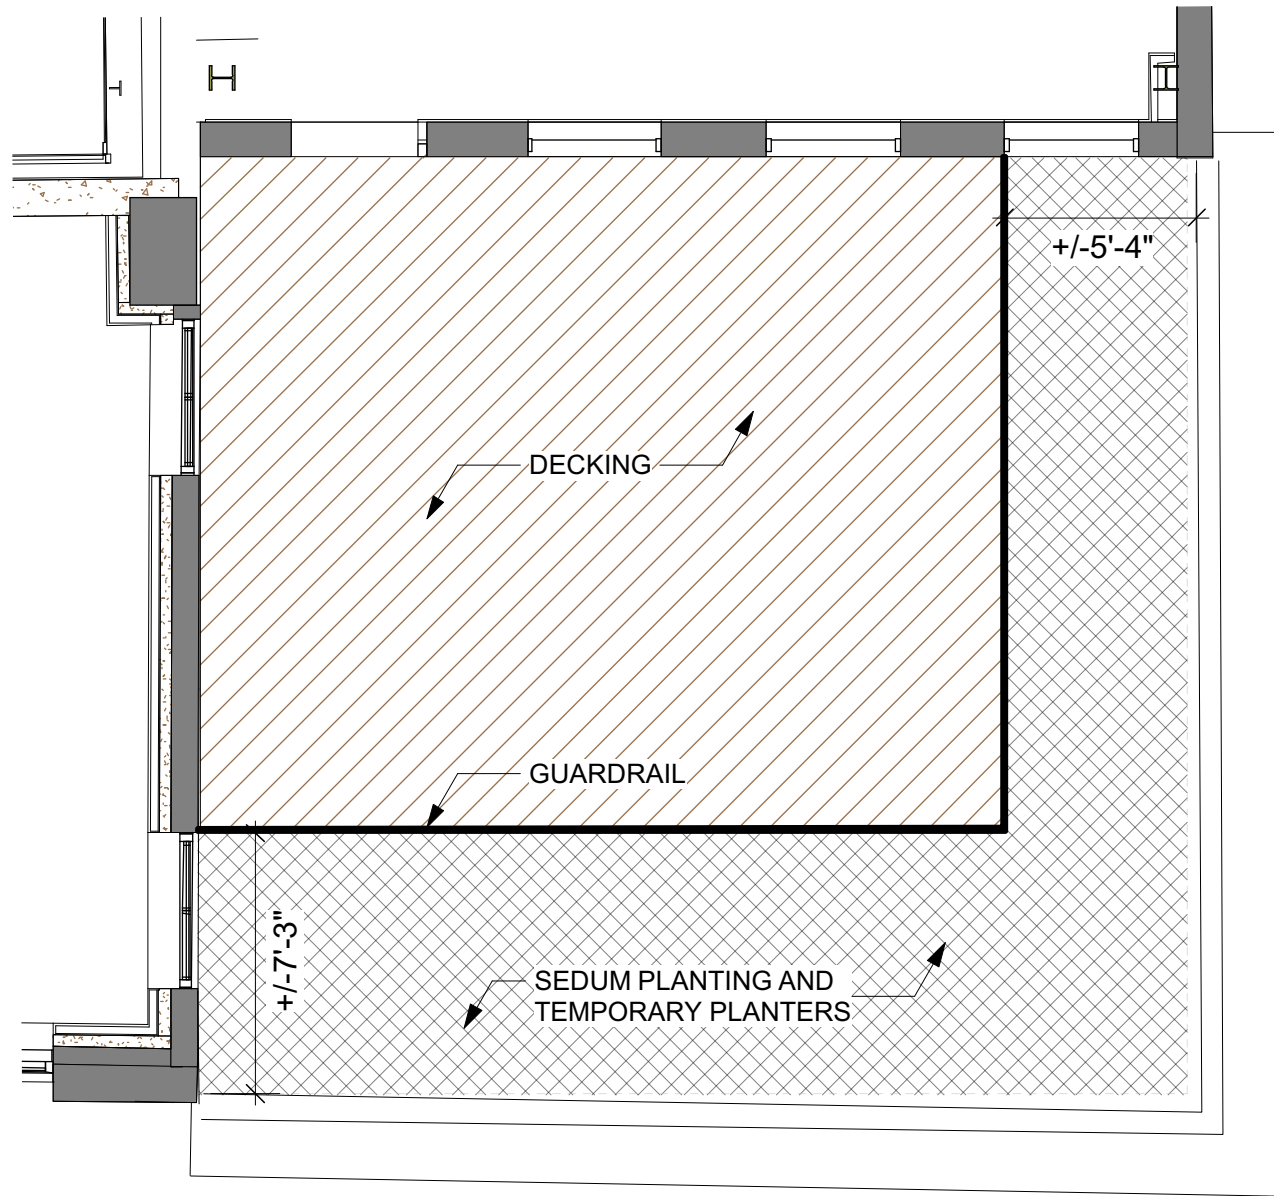 +/-5'-4"
DECKING
GUARDRAIL
+/-7'-3"
SEDUM PLANTING AND
TEMPORARY PLANTERS